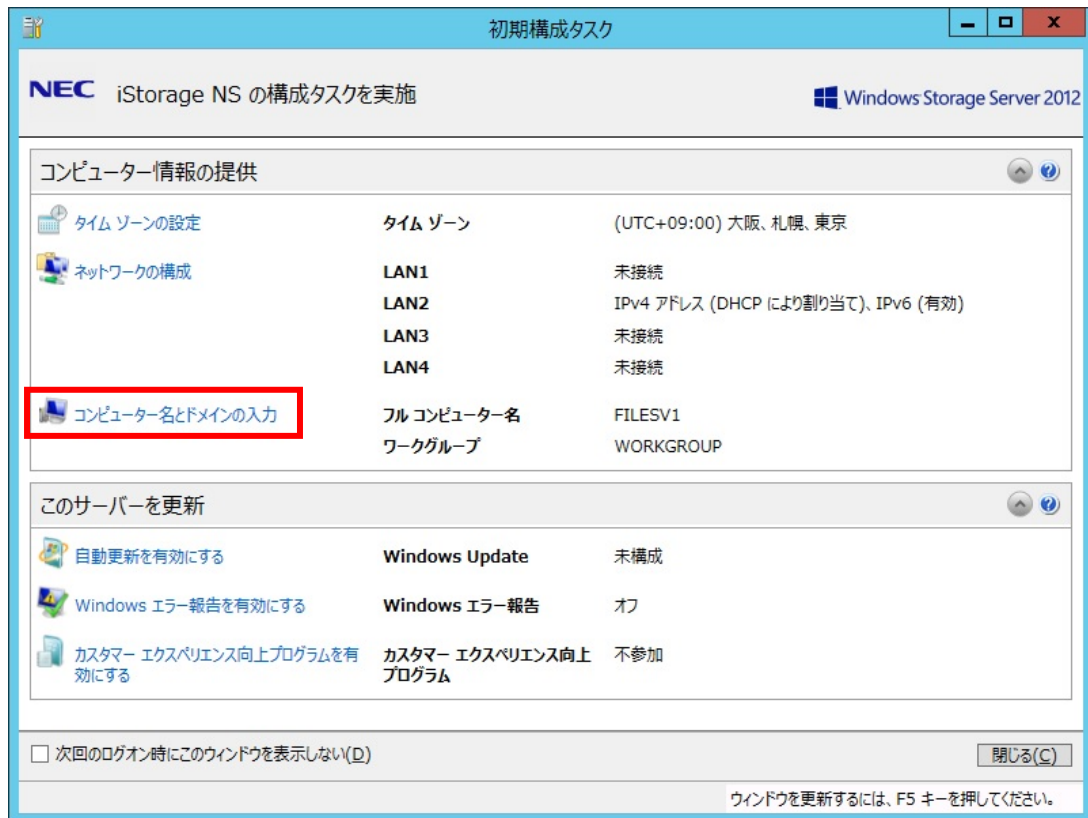 初期構成タスク
NEC iStorage NS の構成タスクを実施
Windows Storage Server 2012
コンピューター情報の提供
タイム ゾーンの設定 タイム ゾーン (UTC+09:00) 大阪、札幌、東京
ネットワークの構成 LAN1 未接続
LAN2 IPv4 アドレス (DHCP により割り当て)、IPv6 (有効)
LAN3 未接続
LAN4 未接続
コンピューター名とドメインの入力 フル コンピューター名 FILESV1
ワークグループ WORKGROUP
このサーバーを更新
自動更新を有効にする Windows Update 未構成
Windows エラー報告を有効にする Windows エラー報告 オフ
カスタマー エクスペリエンス向上プログラムを有 カスタマー エクスペリエンス向上 不参加
効にする プログラム
次回のログオン時にこのウィンドウを表示しない(D)
閉じる(C)
ウィンドウを更新するには、F5 キーを押してください。